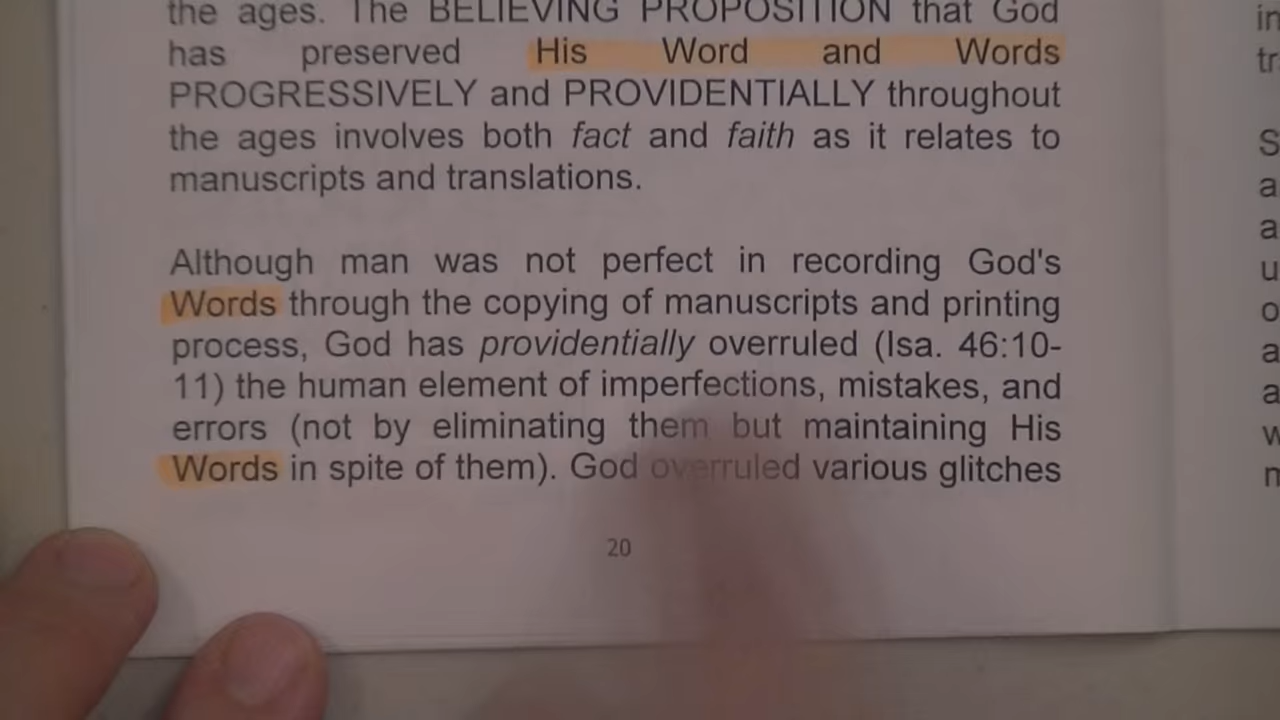 the ages. The BELIEVING PROPOSITION that God
has preserved His Word and Words
PROGRESSIVELY and PROVIDENTIALLY throughout
the ages involves both fact and faith as it relates to
manuscripts and translations.
Although man was not perfect in recording God's
Words through the copying of manuscripts and printing
process, God has providentially overruled (Isa. 46:10-
11) the human element of imperfections, mistakes, and
errors (not by eliminating them but maintaining His
Words in spite of them). God overruled various glitches
20